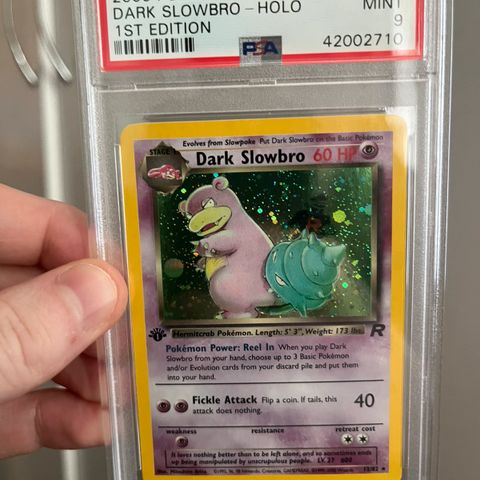 DARK SLOWBRO – HOLO
MINT
1ST EDITION
9
PSA
42002710
Evolves from Slowpoke Put Dark Slowbro on the Basic Pokémon
STAGE 1
Dark Slowbro 60 HP
Hermitcrab Pokémon. Length: 5' 3", Weight: 173 lbs.
R
Pokémon Power: Reel In When you play Dark
Slowbro from your hand, choose up to 3 Basic Pokémon
and/or Evolution cards from your discard pile and put them
into your hand.
Fickle Attack Flip a coin. If tails, this
attack does nothing.
40
weakness
resistance
retreat cost
It loves nothing better than to be left alone, and so sometimes ends
up being manipulated by unscrupulous people. LV. 27